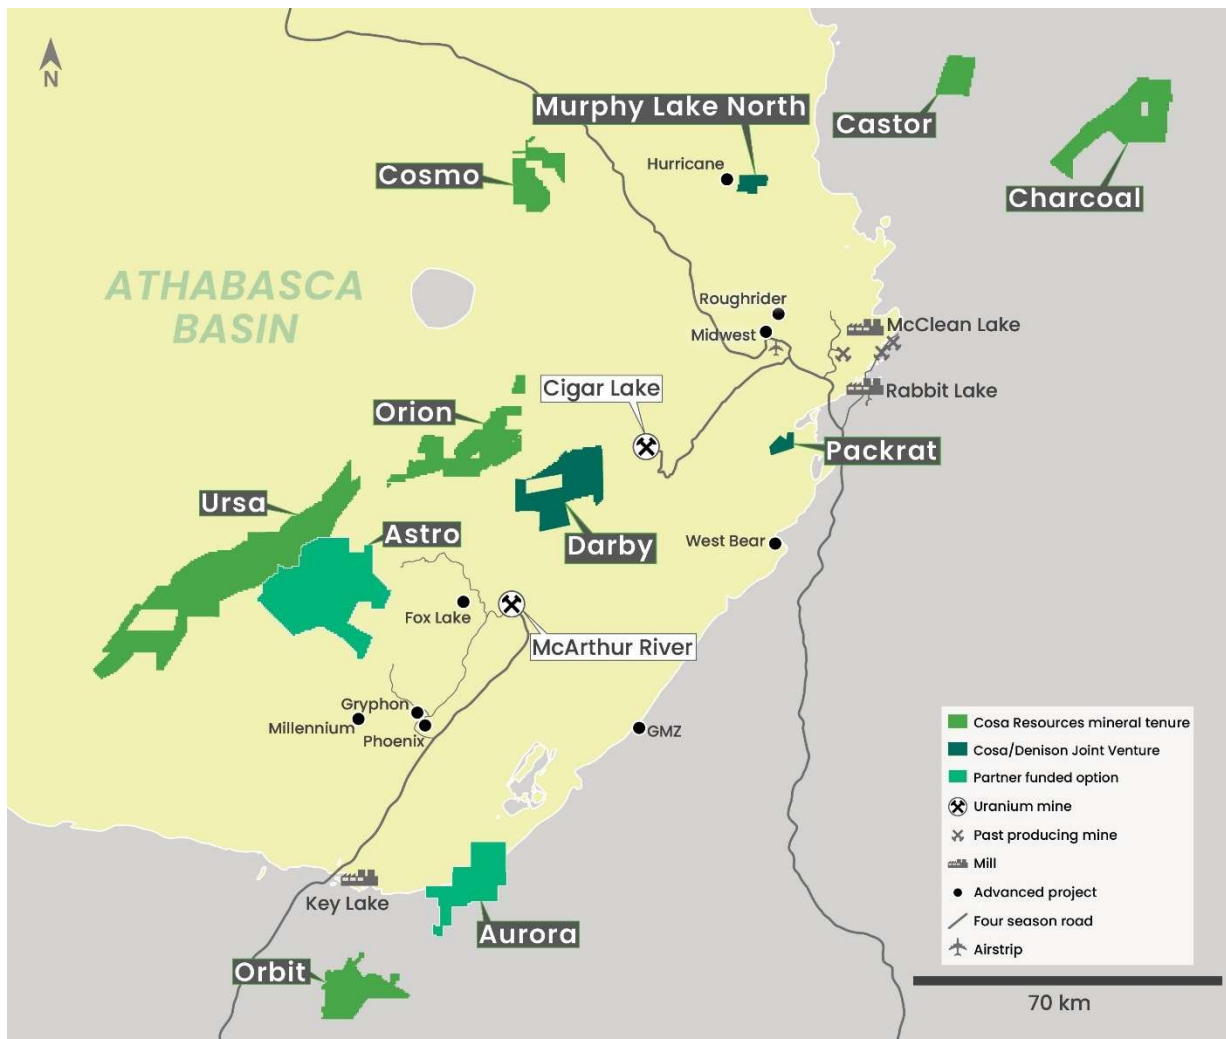 N
Murphy Lake North
Castor
Hurricane
Cosmo
Charcoal
ATHABASCA
BASIN
Roughrider
McClean Lake
Midwest
Cigar Lake
Rabbit Lake
Orion
Packrat
Ursa
Astro
Darby
West Bear
Fox Lake
McArthur River
Gryphon
Millennium
Phoenix
GMZ
Key Lake
Aurora
Orbit
Cosa Resources mineral tenure
Cosa/Denison Joint Venture
Partner funded option
Uranium mine
Past producing mine
Mill
Advanced project
Four season road
Airstrip
70 km